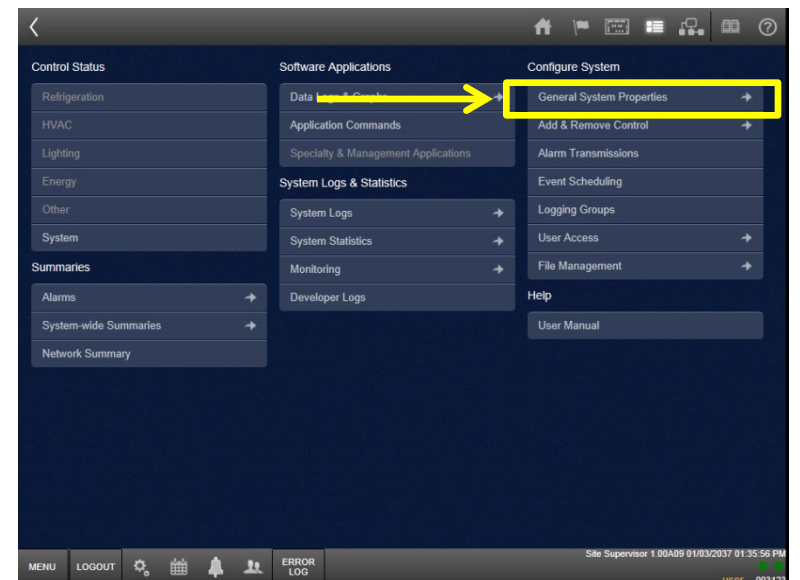 Control Status
Refrigeration
HVAC
Lighting
Energy
Other
System
Summaries
Alarms
System-wide Summaries
Network Summary
Software Applications
Data Logs & Graphs
Application Commands
Specialty & Management Applications
System Logs & Statistics
System Logs
System Statistics
Monitoring
Developer Logs
Configure System
General System Properties
Add & Remove Control
Alarm Transmissions
Event Scheduling
Logging Groups
User Access
File Management
Help
User Manual
Site Supervisor 1.00A09 01/03/2037 01:35:56 PM
MENU LOGOUT ERROR LOG